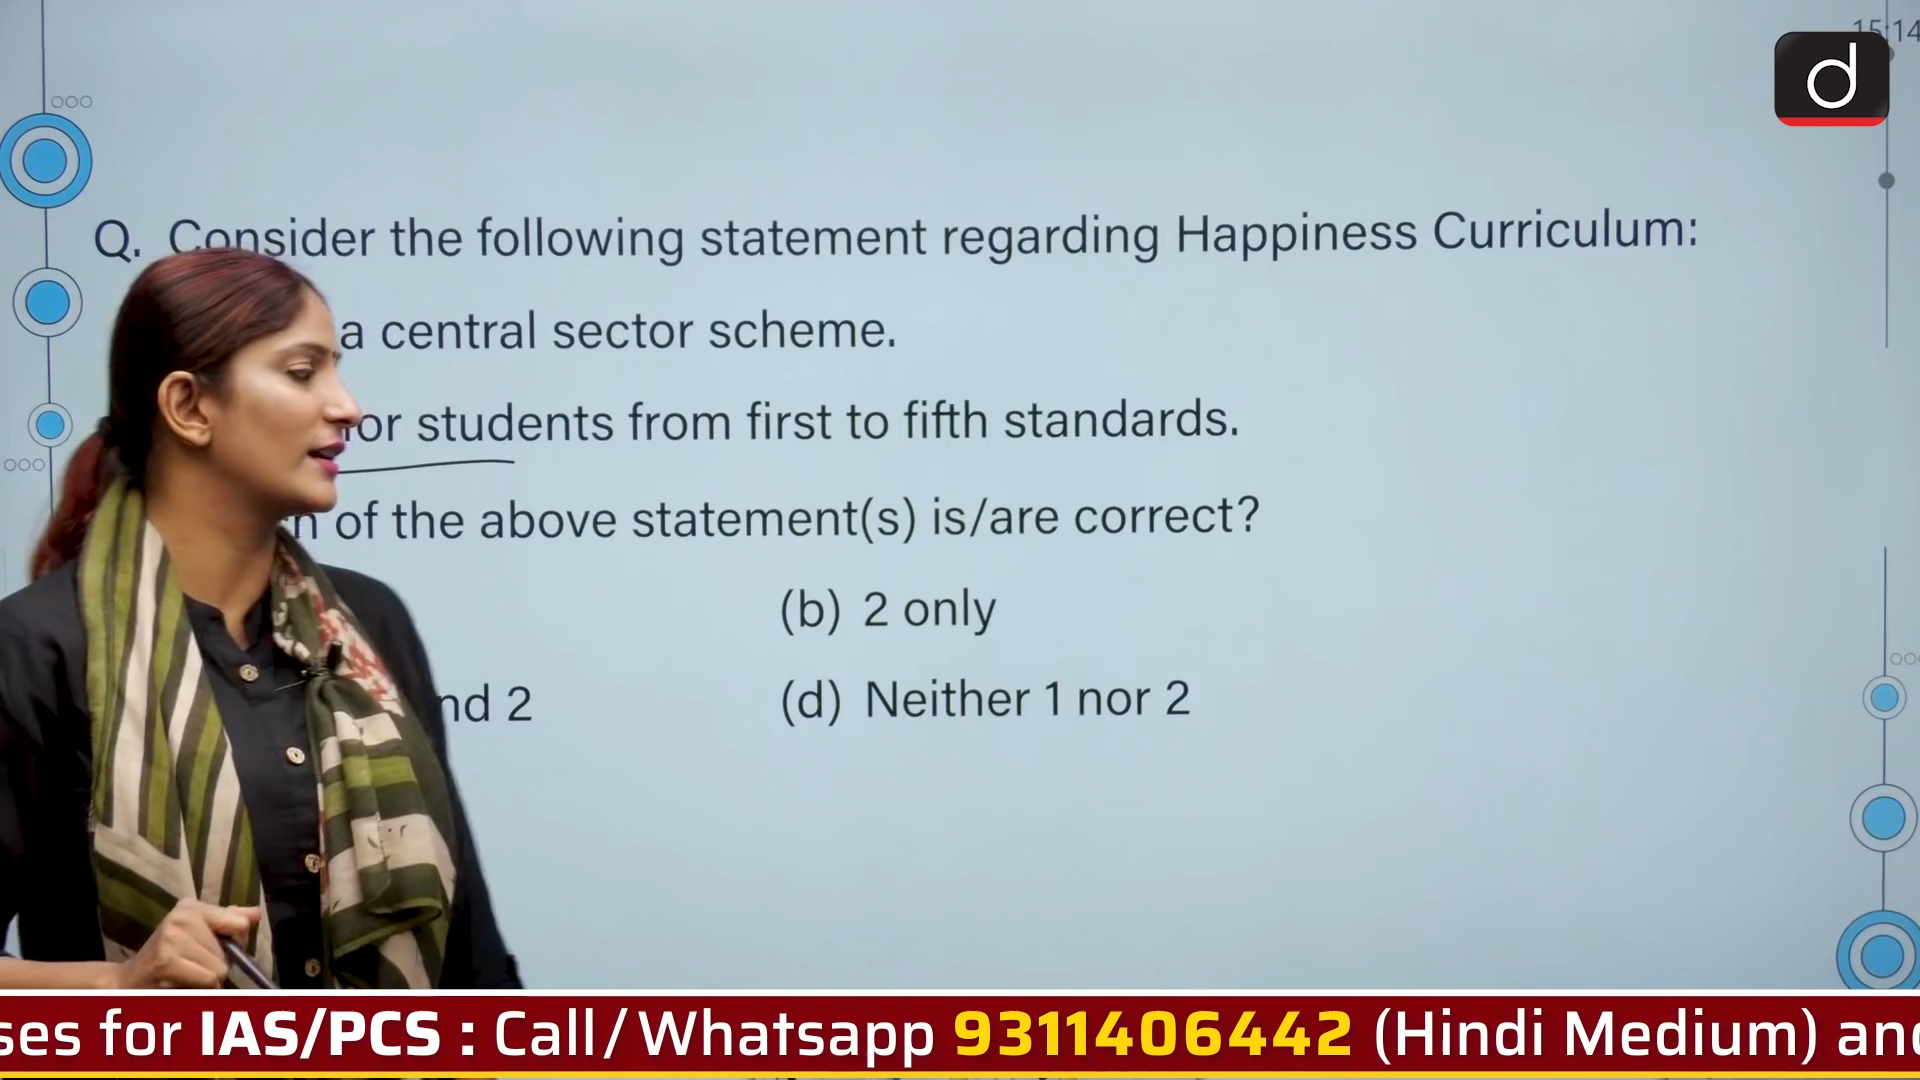 15:14
d
Q. Consider the following statement regarding Happiness Curriculum:
a central sector scheme.
or students from first to fifth standards.
of the above statement(s) is/are correct?
(b) 2 only
nd 2
(d) Neither 1 nor 2
ses for IAS/PCS : Call/Whatsapp 9311406442 (Hindi Medium) and